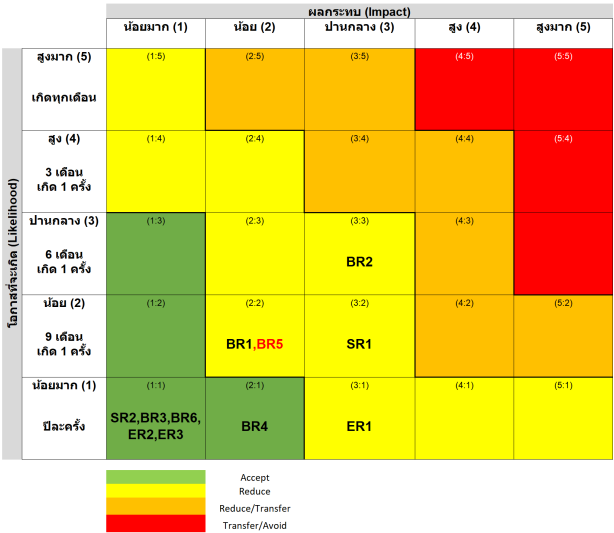 ผลกระทบ (Impact)
น้อยมาก (1) น้อย (2) ปานกลาง (3) สูง (4) สูงมาก (5)
โอกาสที่จะเกิด (Likelihood)
สูงมาก (5) (1:5) (2:5) (3:5) (4:5) (5:5)
เกิดทุกเดือน
สูง (4) (1:4) (2:4) (3:4) (4:4) (5:4)
3 เดือน
เกิด 1 ครั้ง
ปานกลาง (3) (1:3) (2:3) (3:3) (4:3)
6 เดือน
เกิด 1 ครั้ง
BR2
น้อย (2) (1:2) (2:2) (3:2) (4:2) (5:2)
9 เดือน
เกิด 1 ครั้ง
BR1,BR5 SR1
น้อยมาก (1) (1:1) (2:1) (3:1) (4:1) (5:1)
ปีละครั้ง
SR2,BR3,BR6,
ER2,ER3
BR4 ER1
Accept
Reduce
Reduce/Transfer
Transfer/Avoid